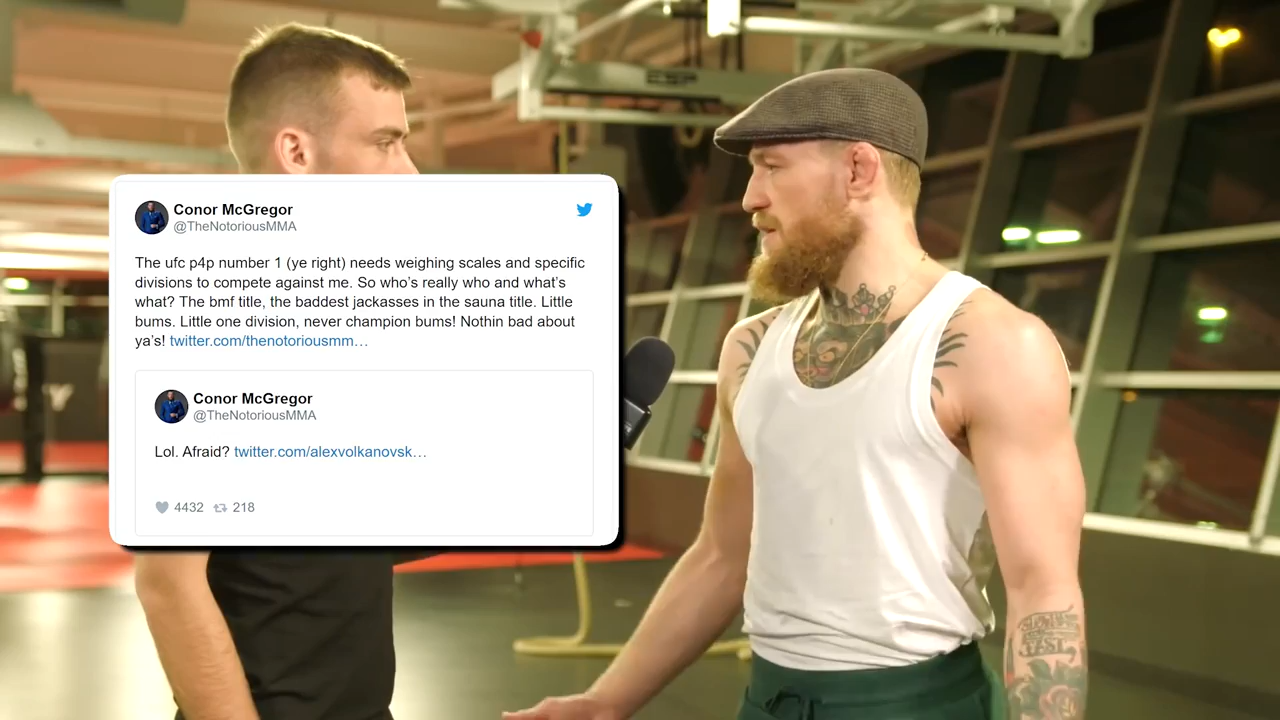 ESP
Conor McGregor
@TheNotoriousMMA
The ufc p4p number 1 (ye right) needs weighing scales and specific
divisions to compete against me. So who’s really who and what’s
what? The bmf title, the baddest jackasses in the sauna title. Little
bums. Little one division, never champion bums! Nothin bad about
ya’s! twitter.com/thenotoriousmm…
Conor McGregor
@TheNotoriousMMA
Lol. Afraid? twitter.com/alexvolkanovsk…
4432 218
SLOW
FAST